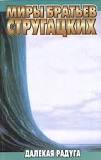 МИРЫ БРАТЬЕВ
СТРУГАЦКИХ
ДАЛЕКАЯ РАДУГА